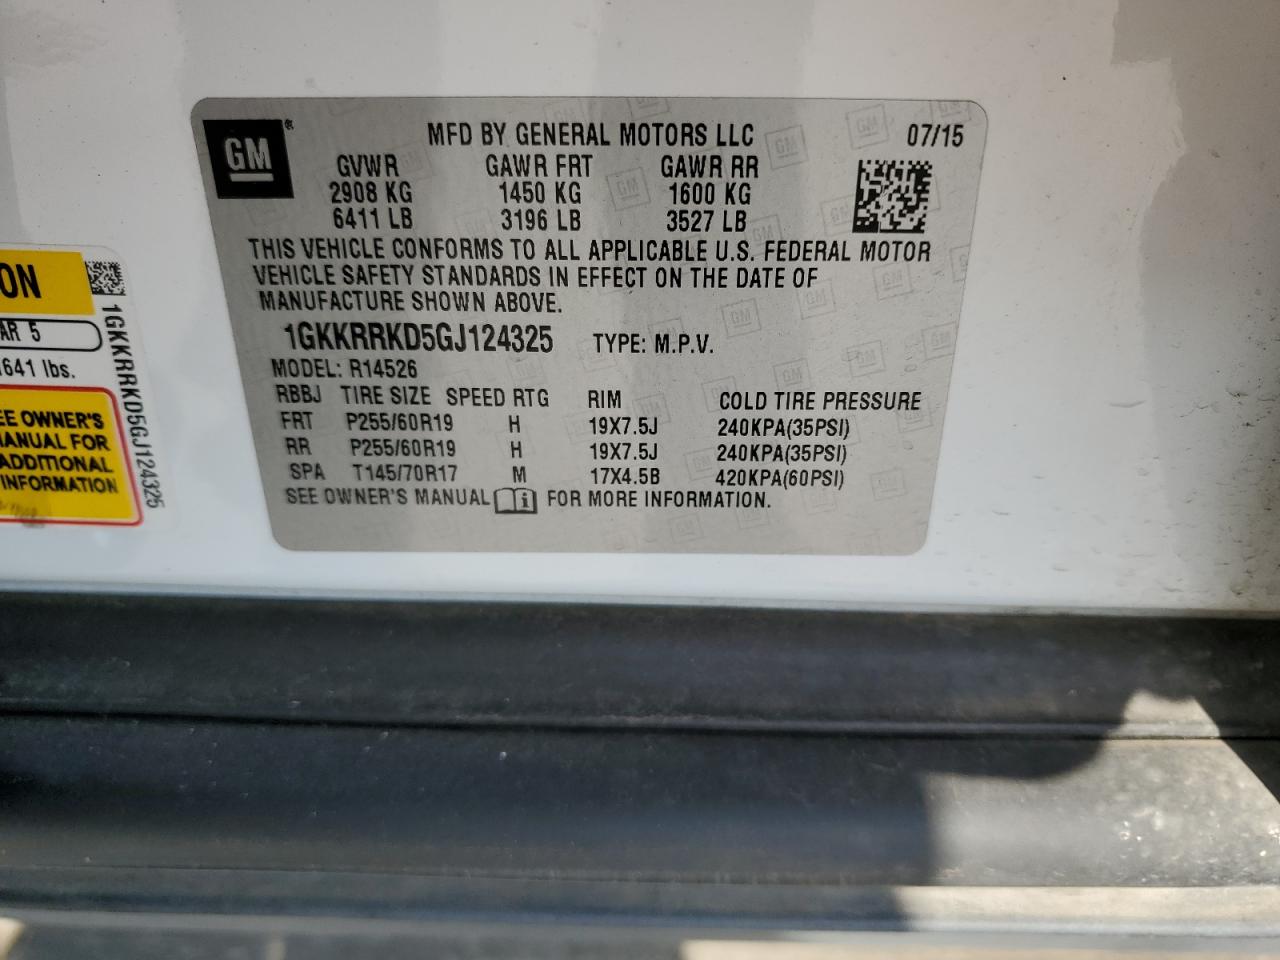 GM
MFD BY GENERAL MOTORS LLC 07/15
GVWR GAWR FRT GAWR RR
2908 KG 1450 KG 1600 KG
6411 LB 3196 LB 3527 LB
THIS VEHICLE CONFORMS TO ALL APPLICABLE U.S. FEDERAL MOTOR
VEHICLE SAFETY STANDARDS IN EFFECT ON THE DATE OF
MANUFACTURE SHOWN ABOVE.
1GKKRRKD5GJ124325 TYPE: M.P.V.
MODEL: R14526
RBBJ TIRE SIZE SPEED RTG RIM COLD TIRE PRESSURE
FRT P255/60R19 H 19X7.5J 240KPA(35PSI)
RR P255/60R19 H 19X7.5J 240KPA(35PSI)
SPA T145/70R17 M 17X4.5B 420KPA(60PSI)
SEE OWNER'S MANUAL i FOR MORE INFORMATION.
ON
AR 5
641 lbs.
EE OWNER'S
ANUAL FOR
ADDITIONAL
INFORMATION
1GKKRRKD5GJ124325